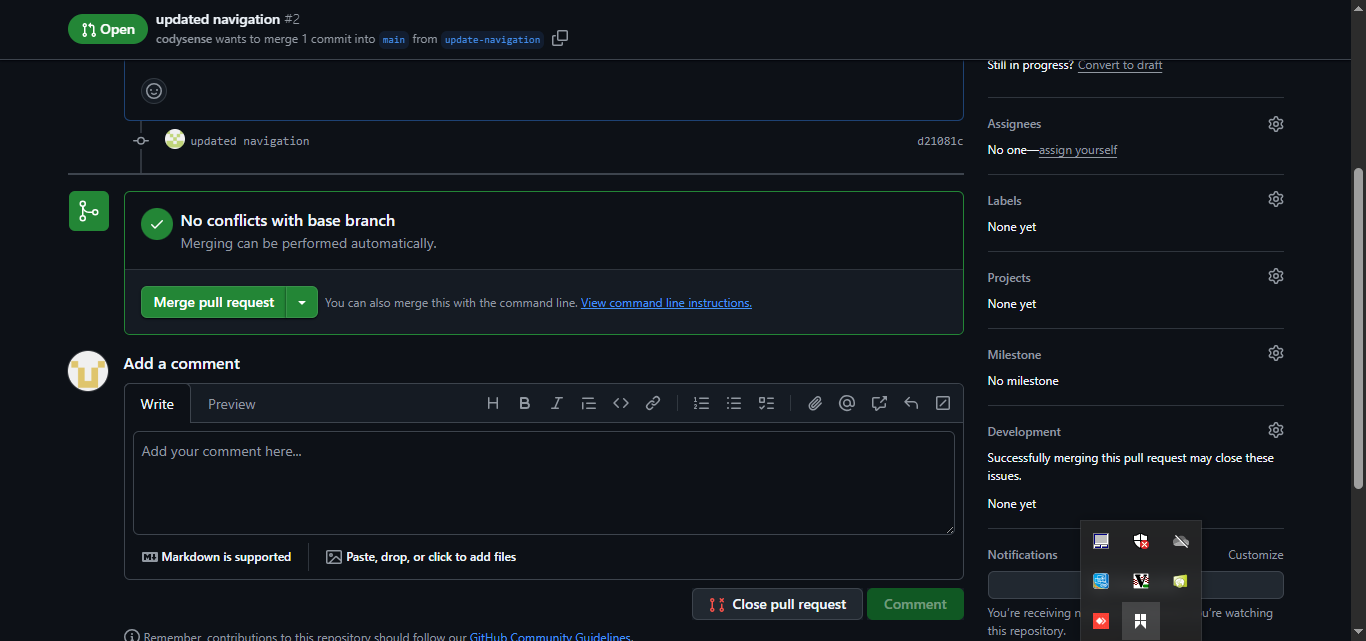 Open
updated navigation #2
codysense wants to merge 1 commit into main from update-navigation
Still in progress? Convert to draft
updated navigation d21081c
No conflicts with base branch
Merging can be performed automatically.
Merge pull request
You can also merge this with the command line. View command line instructions.
Add a comment
Write Preview
H B I
Add your comment here...
Markdown is supported
Paste, drop, or click to add files
Close pull request
Comment
Remember, contributions to this repository should follow our GitHub Community Guidelines.
Assignees
No one—assign yourself
Labels
None yet
Projects
None yet
Milestone
No milestone
Development
Successfully merging this pull request may close these
issues.
None yet
Notifications Customize
You're receiving you're watching
this repository.